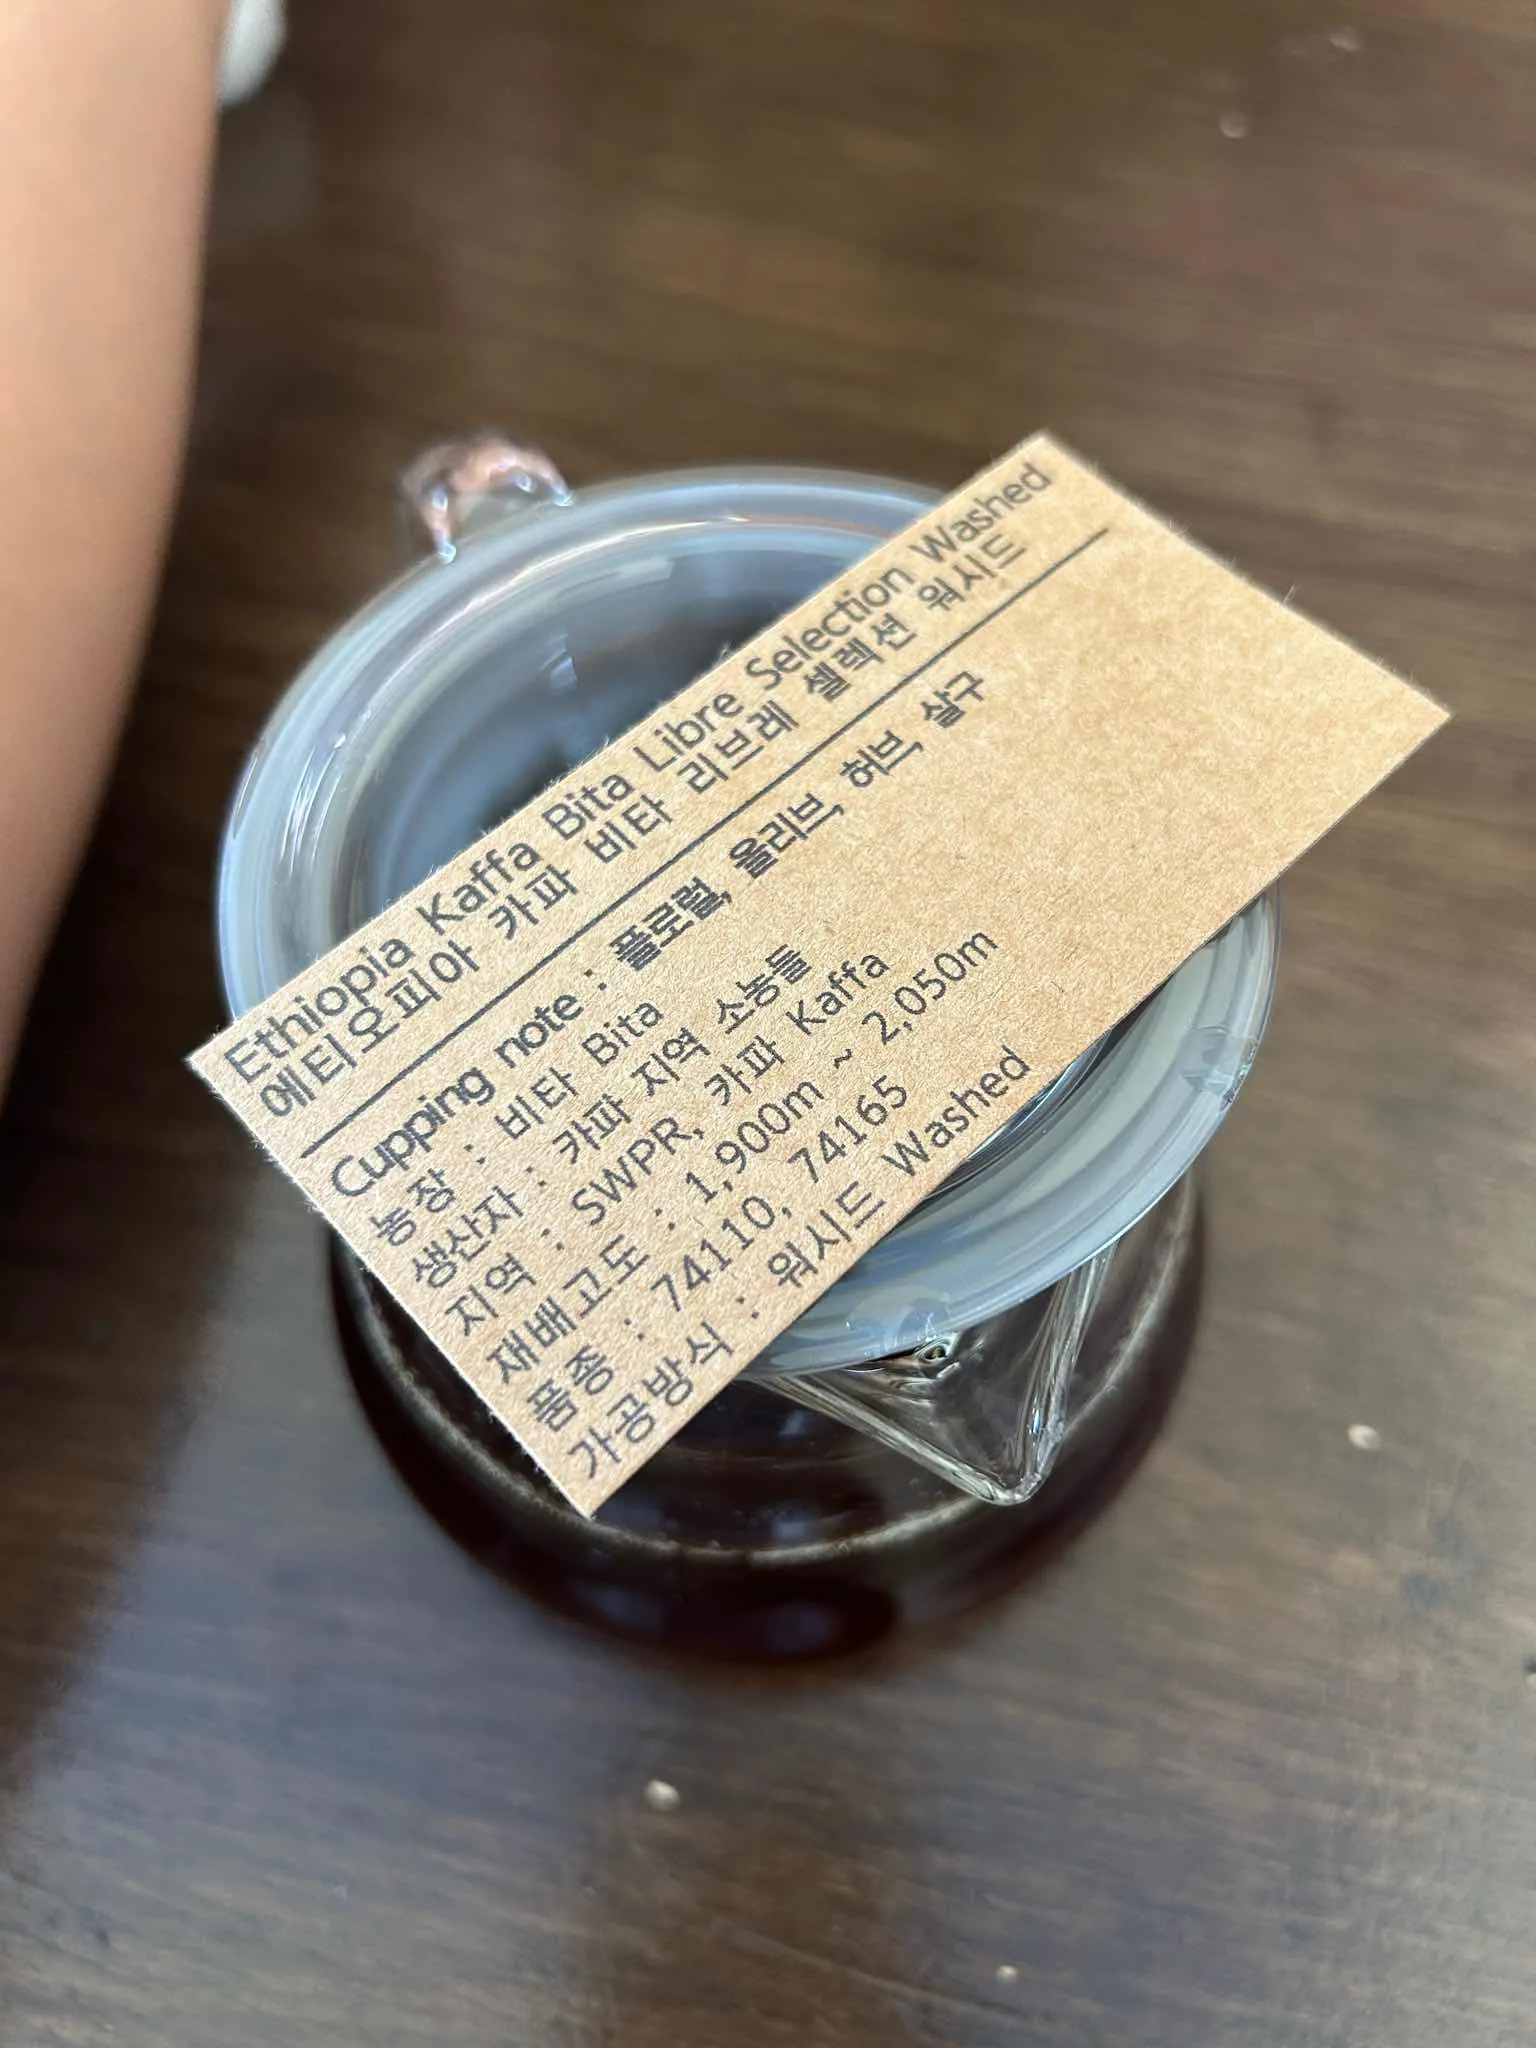 Ethiopia Kaffa Bita Libre Selection Washed
에티오피아 카파 비타 리브레 셀렉션 워시드
Cupping note : 플로럴, 올리브, 허브, 살구
농장 : 비타 Bita
생산자 : 카파 지역 소농들
지역 : SWPR, 카파 Kaffa
재배고도 : 1,900m ~ 2,050m
품종 : 74110, 74165
가공방식 : 워시드 Washed